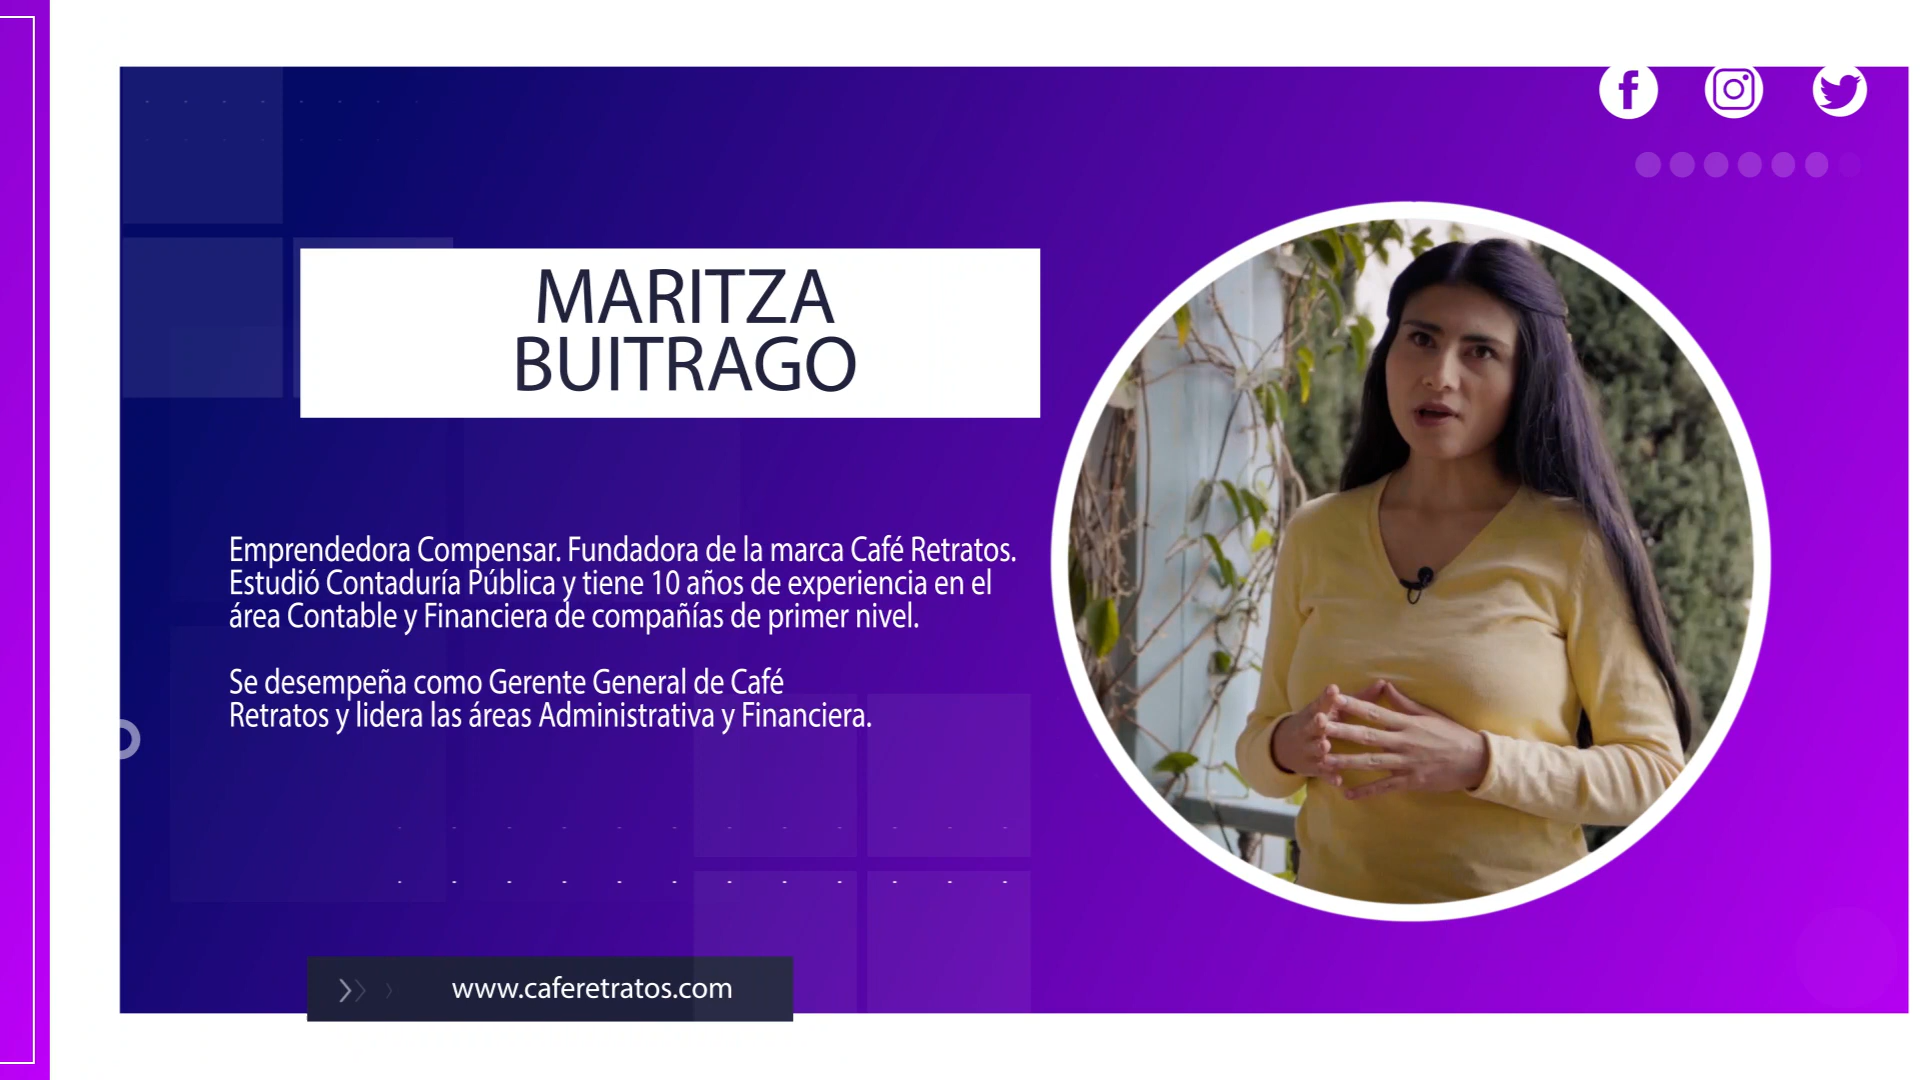 MARITZA
BUITRAGO
Emprendedora Compensar. Fundadora de la marca Café Retratos.
Estudió Contaduría Pública y tiene 10 años de experiencia en el
área Contable y Financiera de compañías de primer nivel.
Se desempeña como Gerente General de Café
Retratos y lidera las áreas Administrativa y Financiera.
www.caferetratos.com